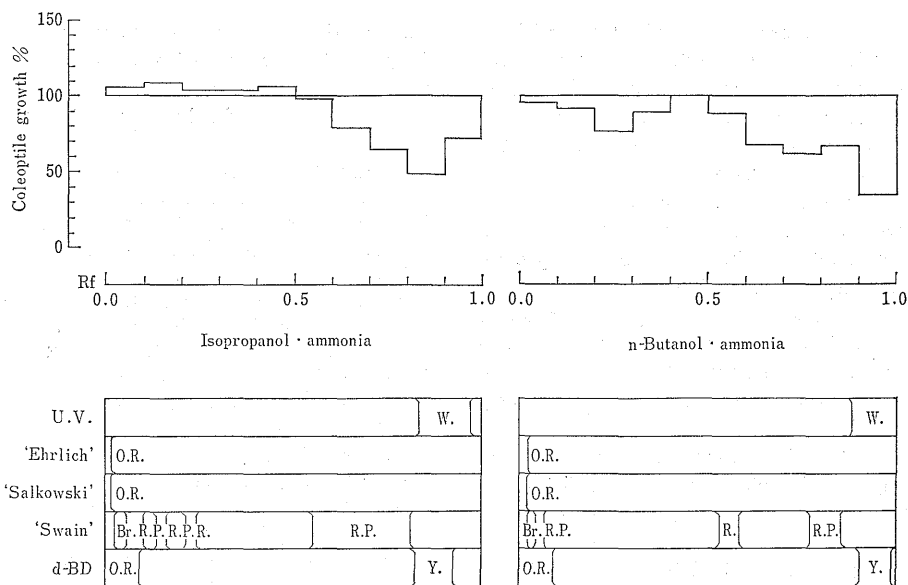 150
100
50
0
Coleoptile growth %
Rf
0.0 0.5 1.0
0.0 0.5 1.0
Isopropanol · ammonia
n-Butanol · ammonia
U.V. W. W.
'Ehrlich' O.R. O.R.
'Salkowski' O.R. O.R.
'Swain' Br. R.P. R.P. R. R.P. Br. R.P. R. R.P.
d-BD O.R. Y. O.R. Y.